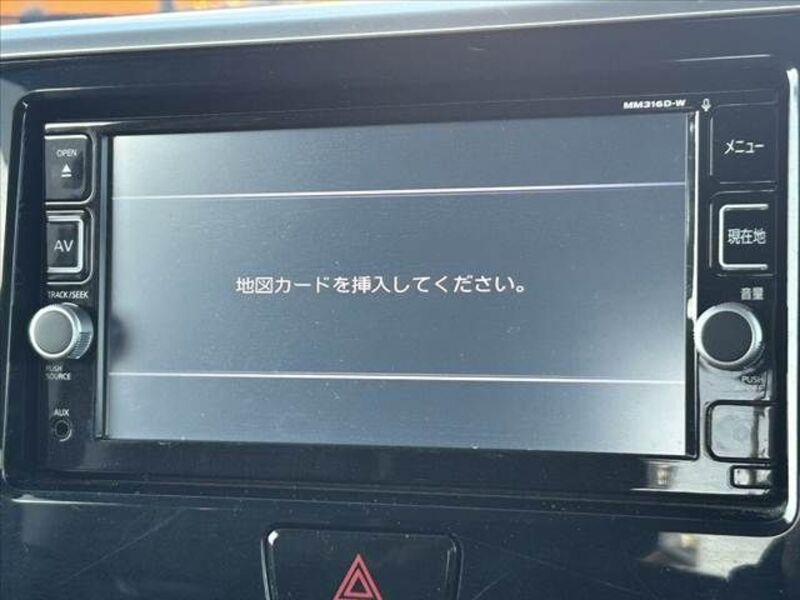 MM316D-W
OPEN
メニュー
AV
現在地
地図カードを挿入してください。
TRACK/SEEK
音量
PUSH
SOURCE
PUSH
AUX